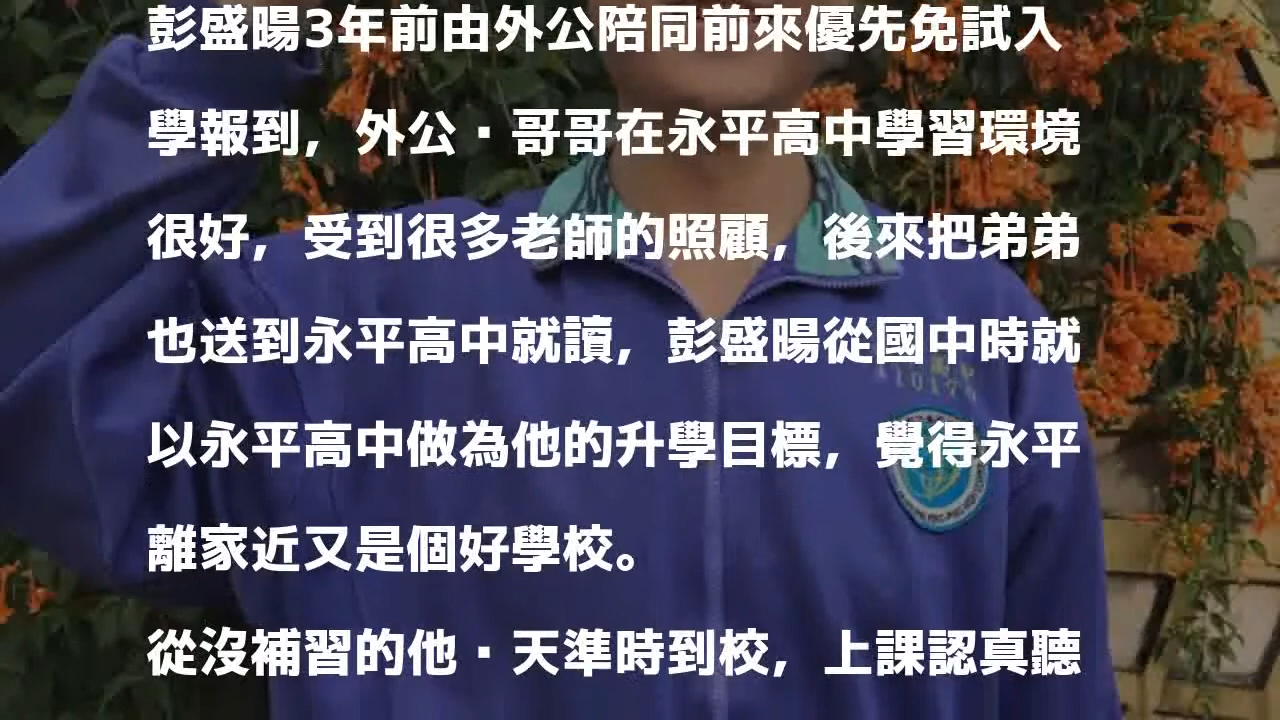 彭盛暘3年前由外公陪同前來優先免試入
學報到，外公▪哥哥在永平高中學習環境
很好，受到很多老師的照顧，後來把弟弟
也送到永平高中就讀，彭盛暘從國中時就
以永平高中做為他的升學目標，覺得永平
離家近又是個好學校。
從沒補習的他▪天準時到校，上課認真聽